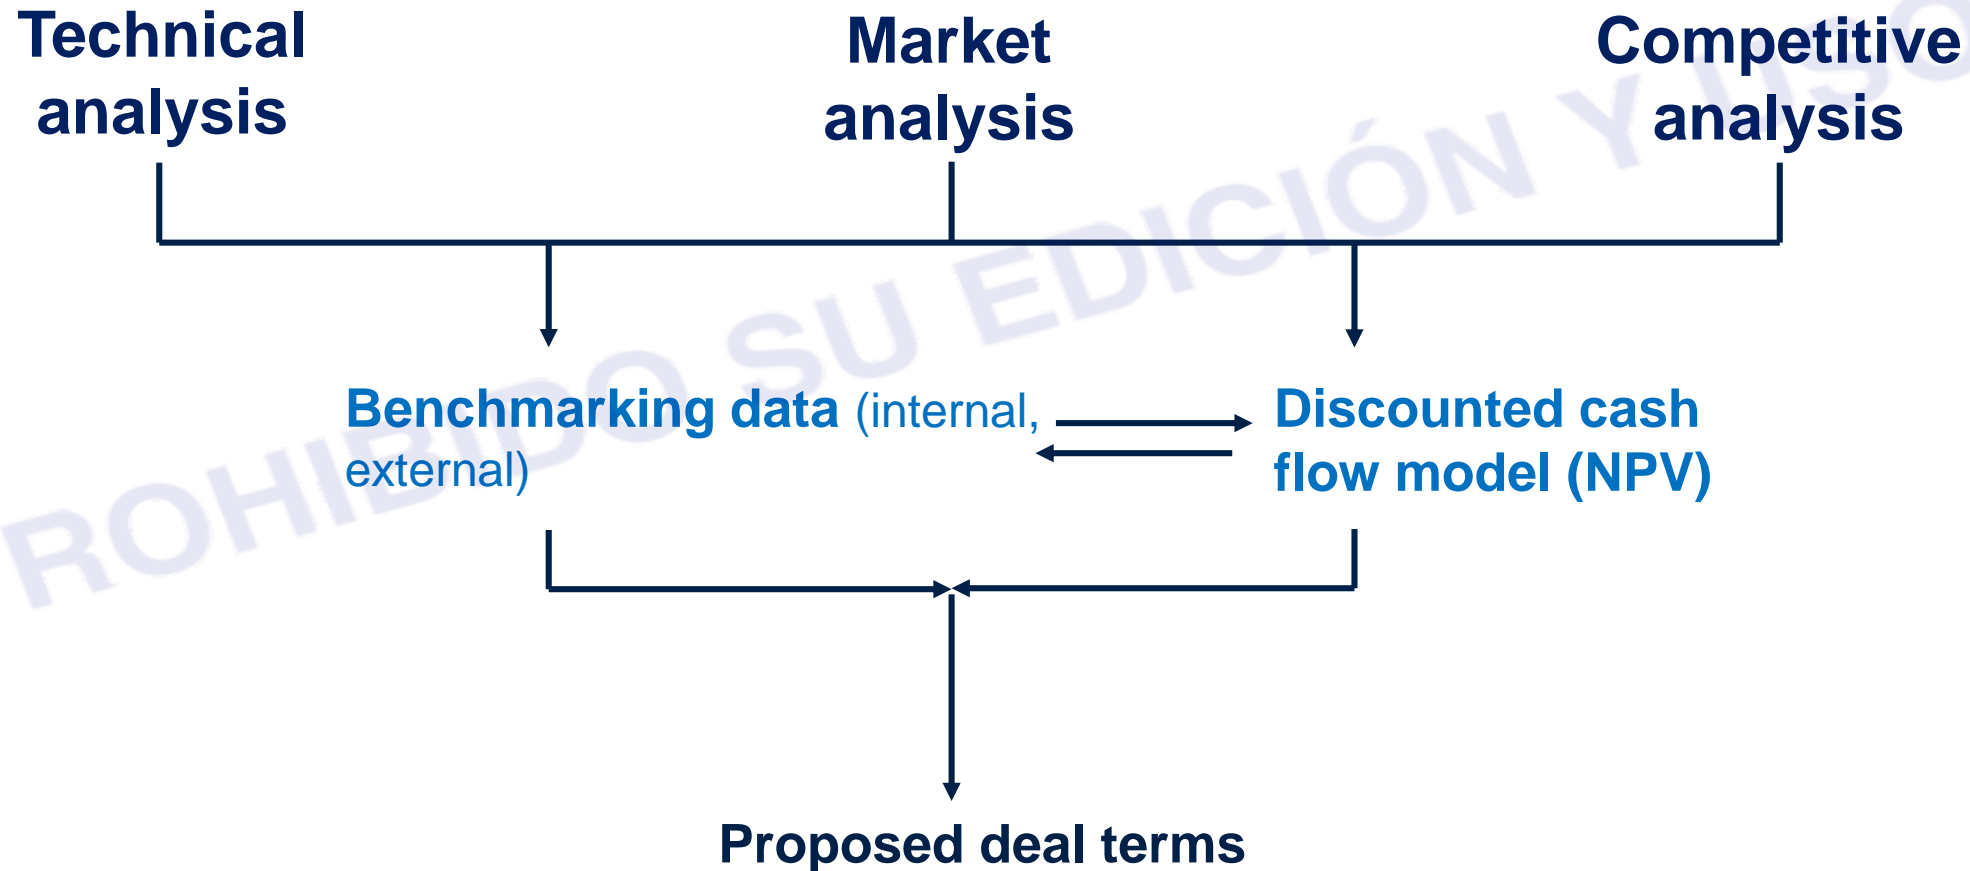 Technical
analysis
Market
analysis
Competitive
analysis
Benchmarking data (internal,
external)
Discounted cash
flow model (NPV)
Proposed deal terms
ROHIBIDO SU EDICIÓN Y USO